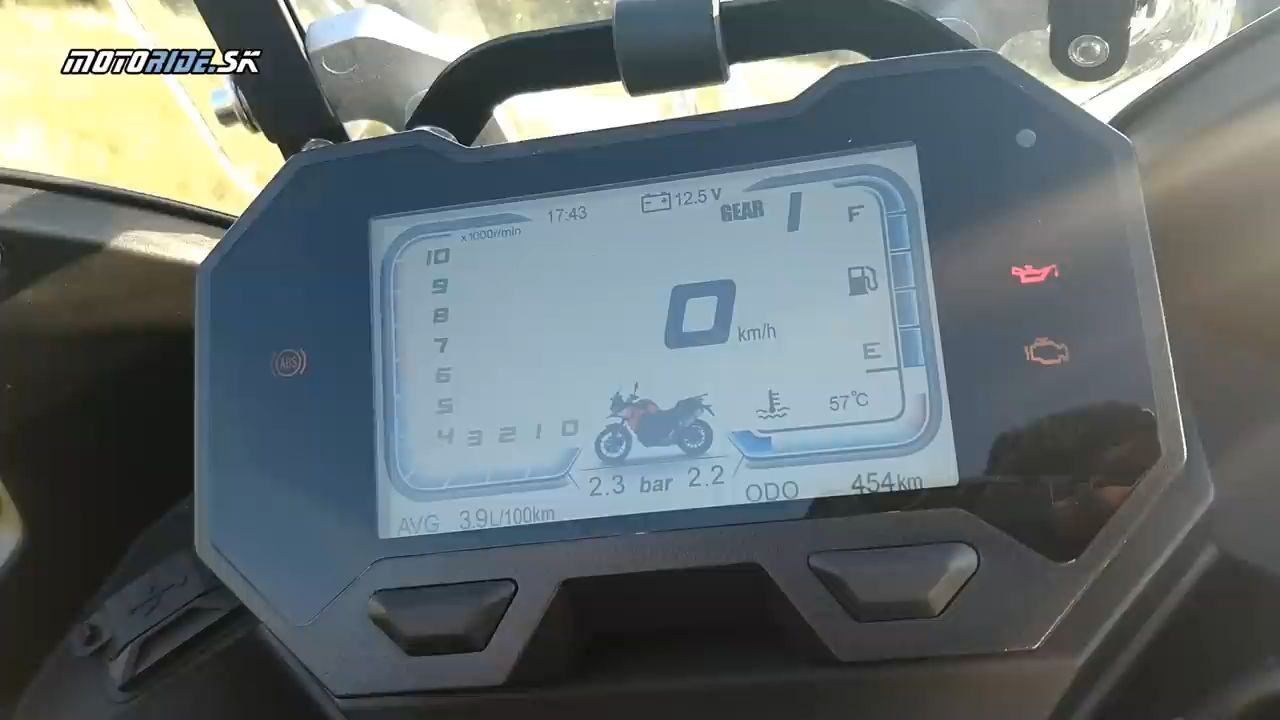 MOTORIDE.SK
17:43
12.5 V
GEAR 1
x1000r/min
F
10
9
8
7
6
5
4 3 2 1 0
0 km/h
E
57°C
ABS
2.3 bar 2.2
ODO 454km
AVG 3.9L/100km